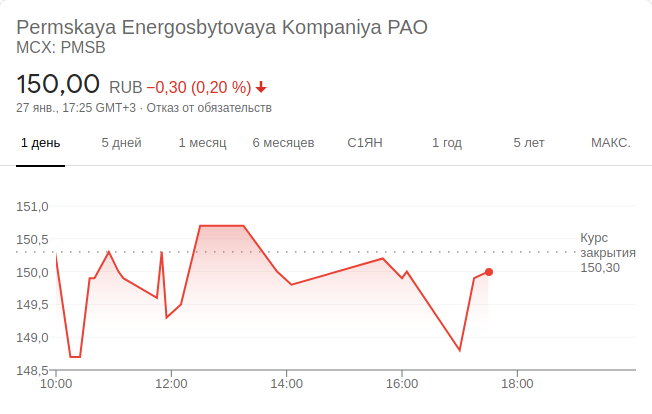 Permskaya Energosbytovaya Kompaniya PAO
MCX: PMSB
150,00 RUB −0,30 (0,20 %)
27 янв., 17:25 GMT+3 · Отказ от обязательств
1 день 5 дней 1 месяц 6 месяцев С1ЯН 1 год 5 лет МАКС.
151,0
150,5
150,0
149,5
149,0
148,5
Курс
закрытия
150,30
10:00 12:00 14:00 16:00 18:00